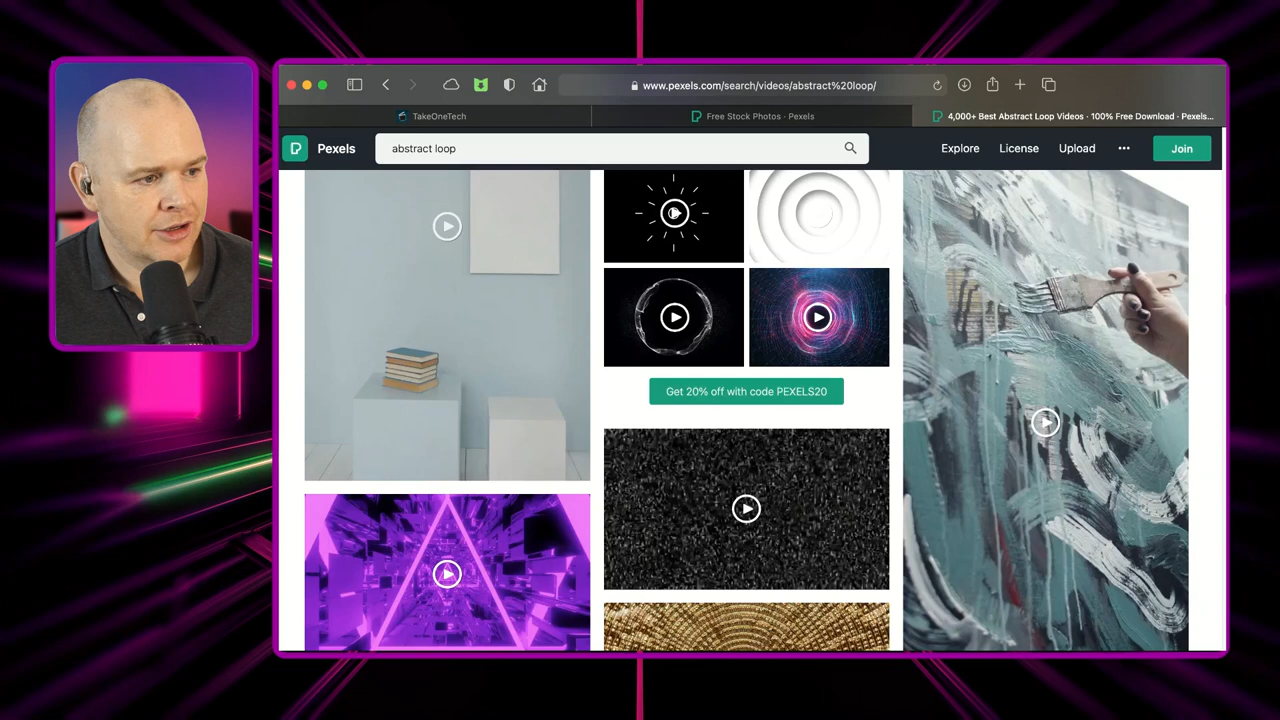 www.pexels.com/search/videos/abstract%20loop/
TakeOneTech
Free Stock Photos · Pexels
4,000+ Best Abstract Loop Videos · 100% Free Download · Pexels...
Pexels
abstract loop
Explore
License
Upload
Join
Get 20% off with code PEXELS20